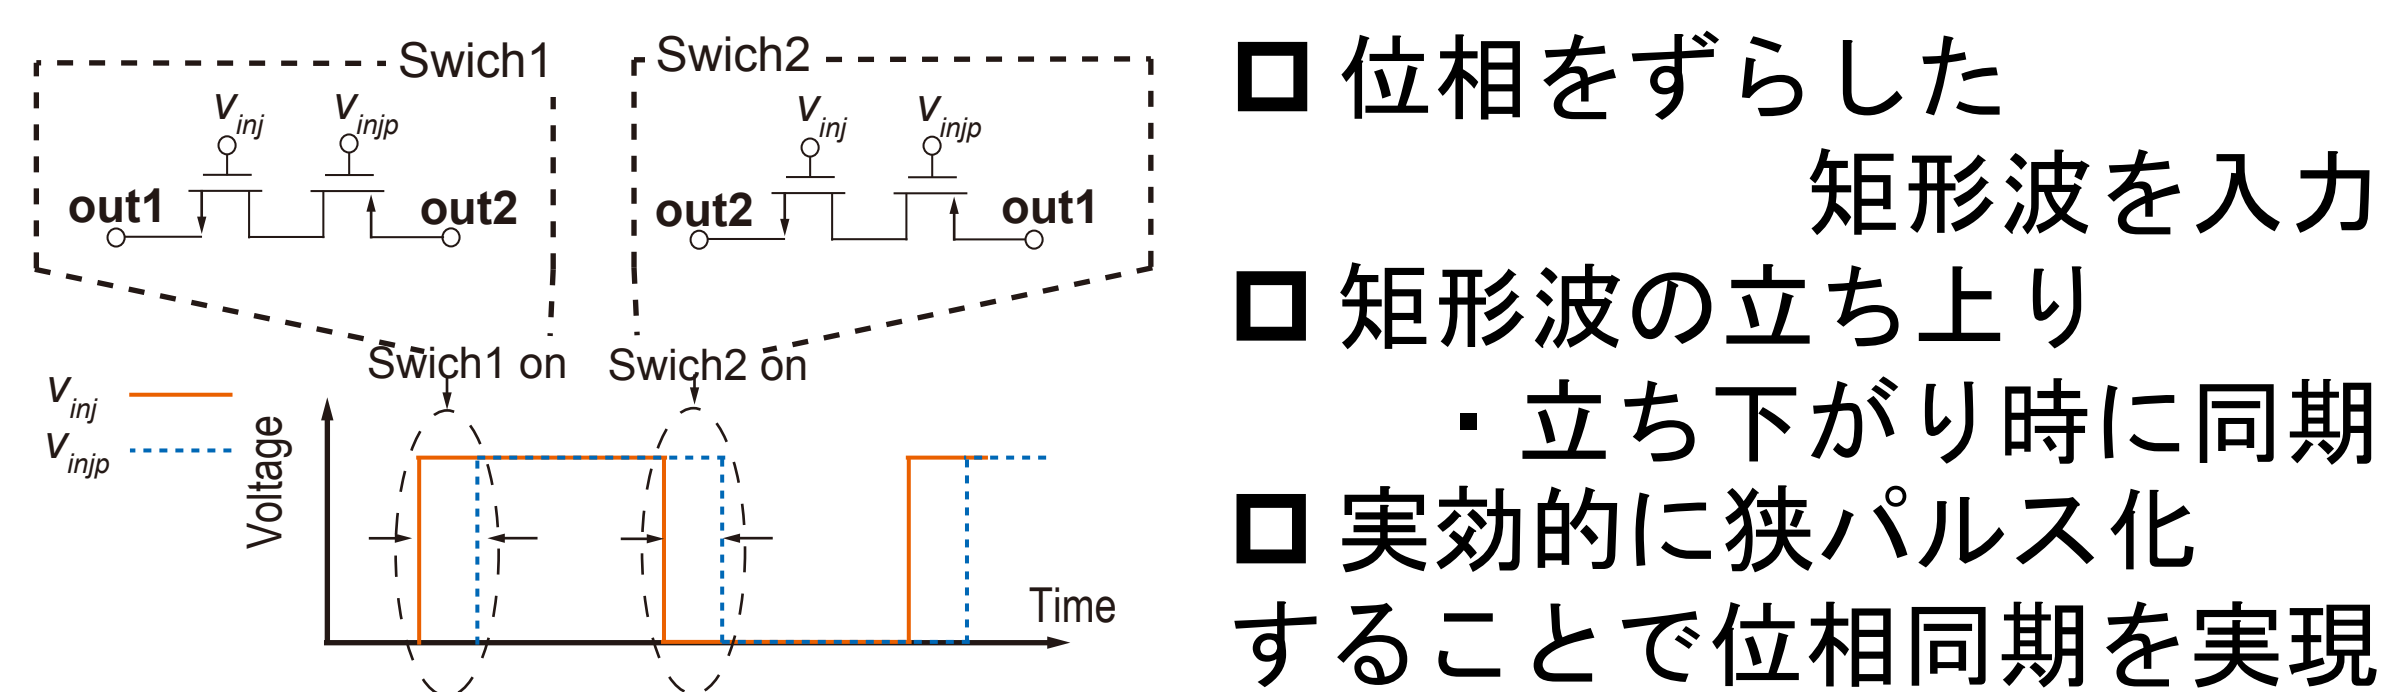 Swich1
Swich2
Vinj
Vinjp
Vinj
Vinjp
out1
out2
out2
out1
Swich1 on
Swich2 on
Vinj
Vinjp
Voltage
Time
位相をずらした
矩形波を入力
矩形波の立ち上り
・立ち下がり時に同期
実効的に狭パルス化
することで位相同期を実現